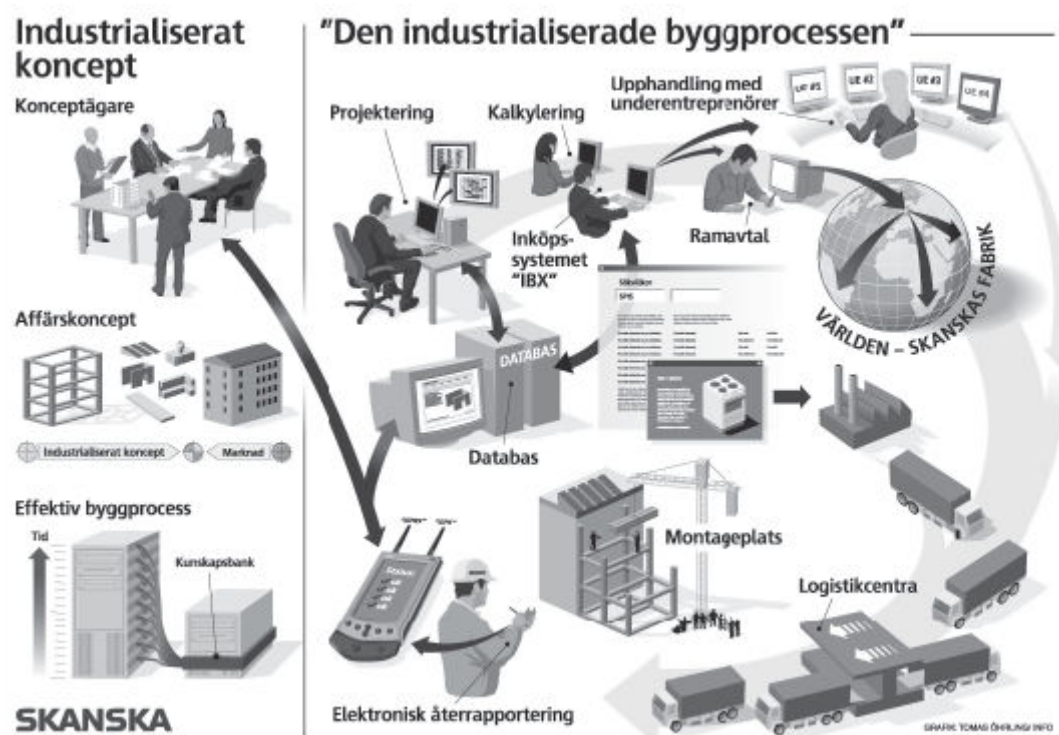 Industrialiserat
koncept
Konceptägare
Affärskoncept
Industrialiserat koncept
Marknad
Effektiv byggprocess
Tid
Kunskapsbank
SKANSKA
"Den industrialiserade byggprocessen"
Projektering
Kalkylering
Upphandling med
underentreprenörer
UE #1
UE #2
UE #3
UE #4
Inköps-
systemet
"IBX"
Ramavtal
VÄRLDEN – SKANSKAS FABRIK
SPIS
DATABAS
Databas
Montageplats
Logistikcentra
Elektronisk återrapportering
GRAFIK: TOMAS ÖHRLING/ INFO